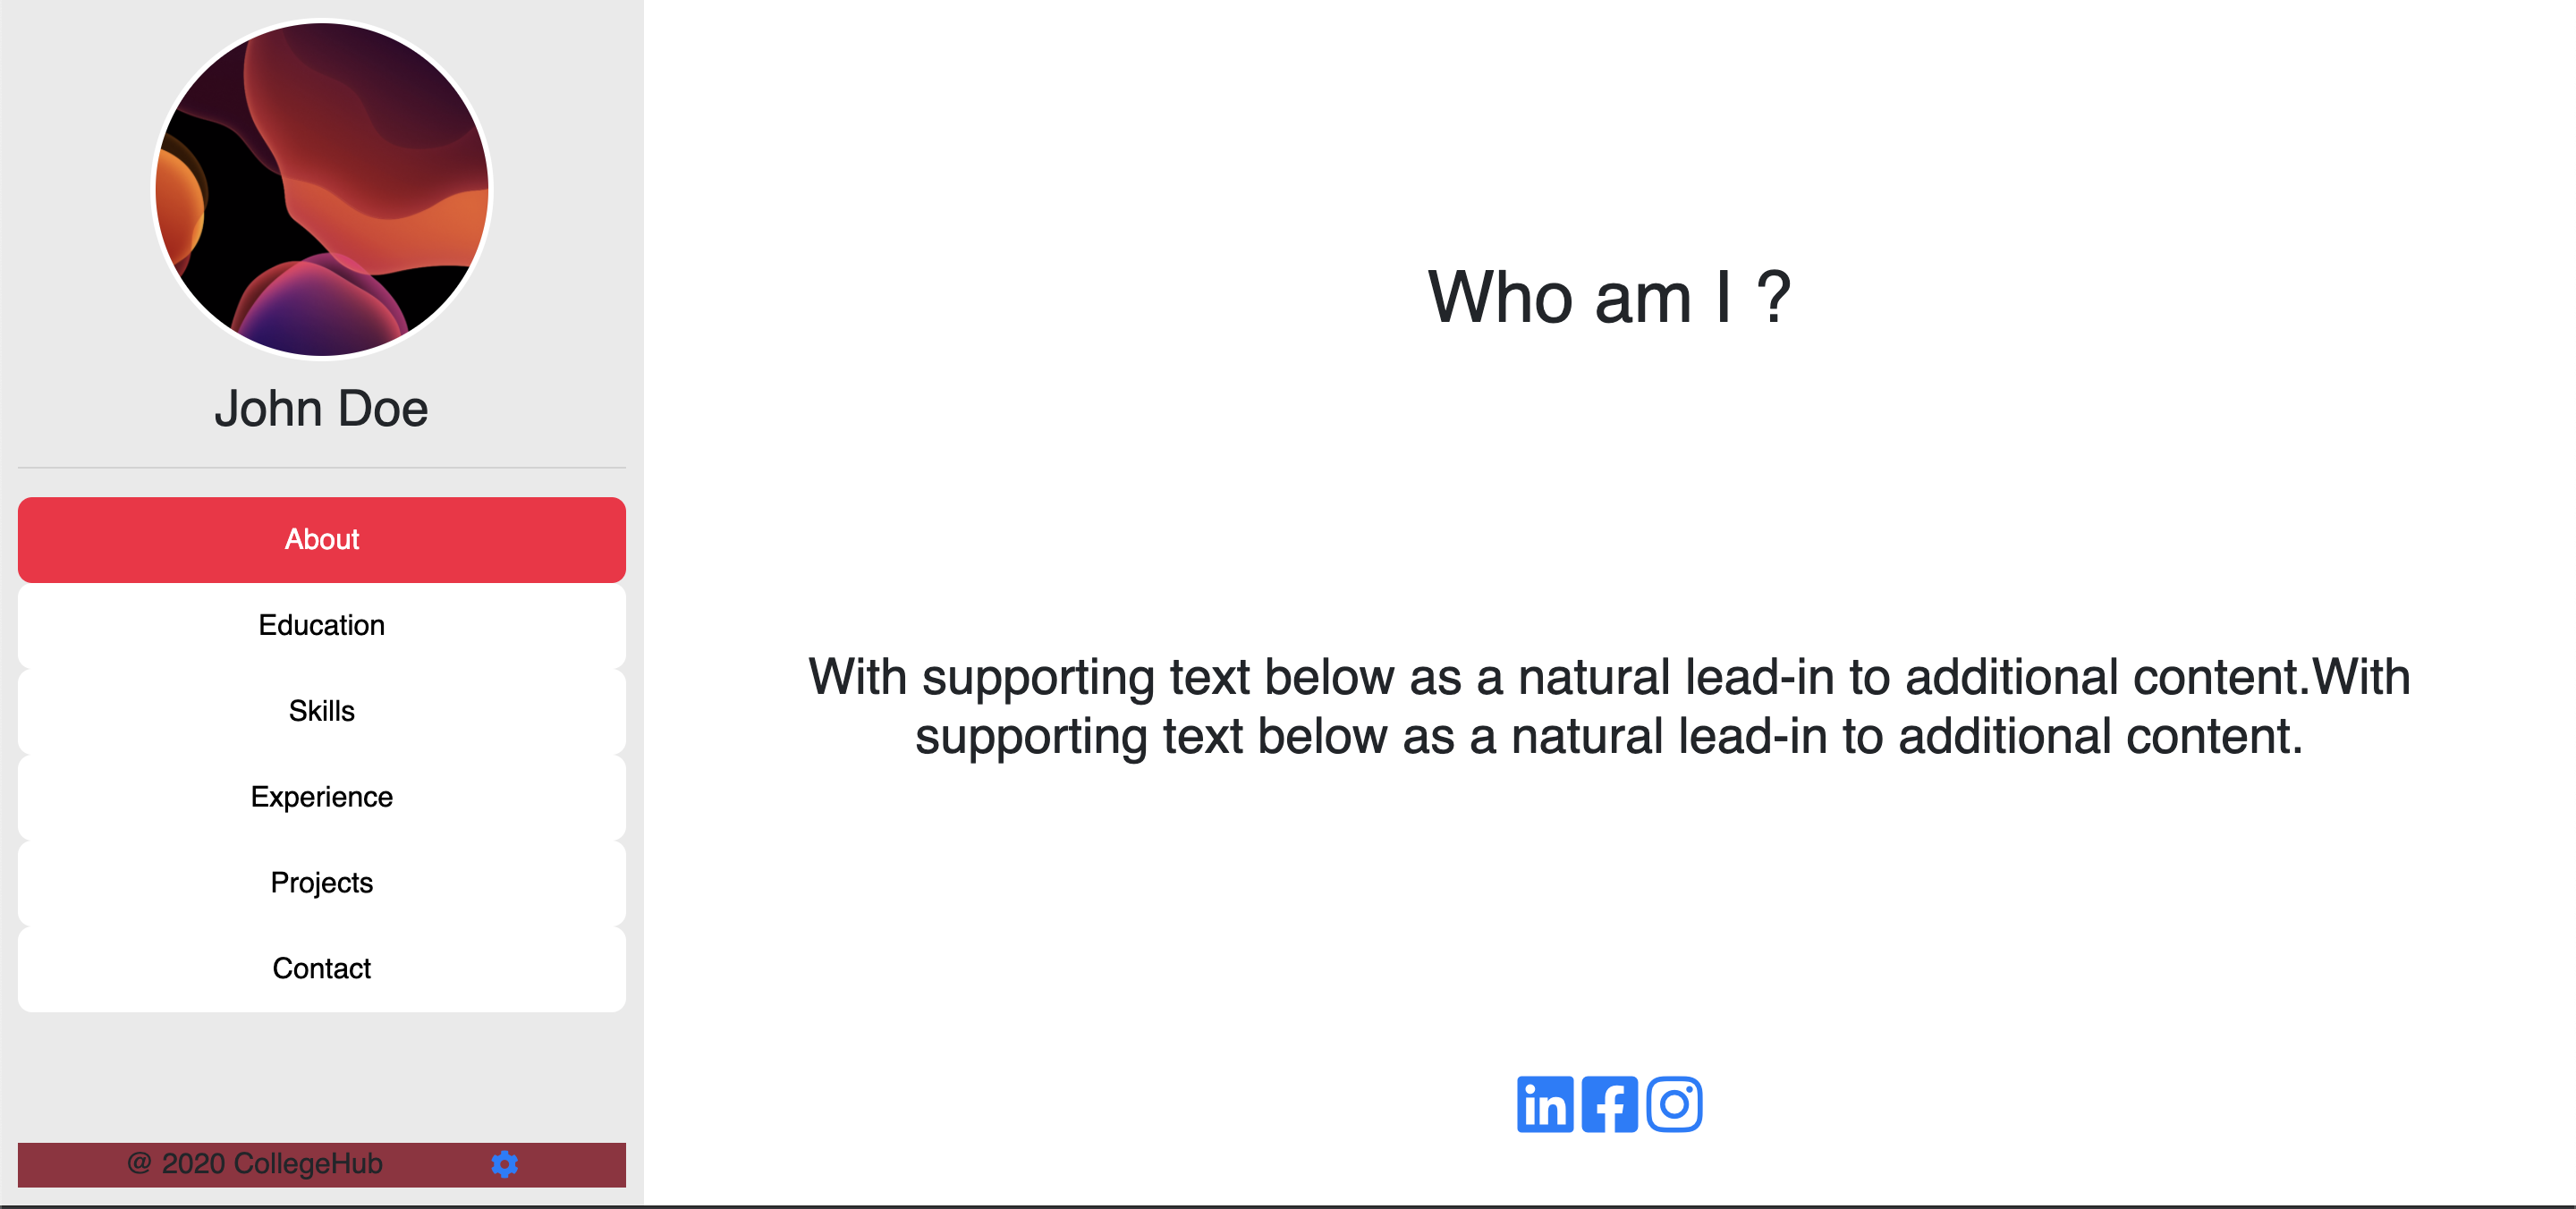 John Doe
About
Education
Skills
Experience
Projects
Contact
@ 2020 CollegeHub
Who am I ?
With supporting text below as a natural lead-in to additional content.With
supporting text below as a natural lead-in to additional content.
in f